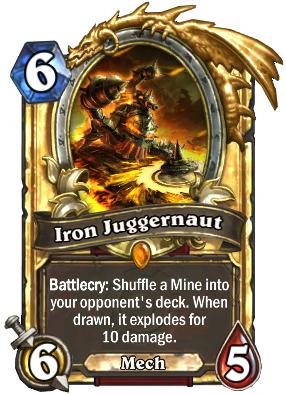 6
Iron Juggernaut
Battlecry: Shuffle a Mine into
your opponent's deck. When
drawn, it explodes for
10 damage.
6
Mech
5